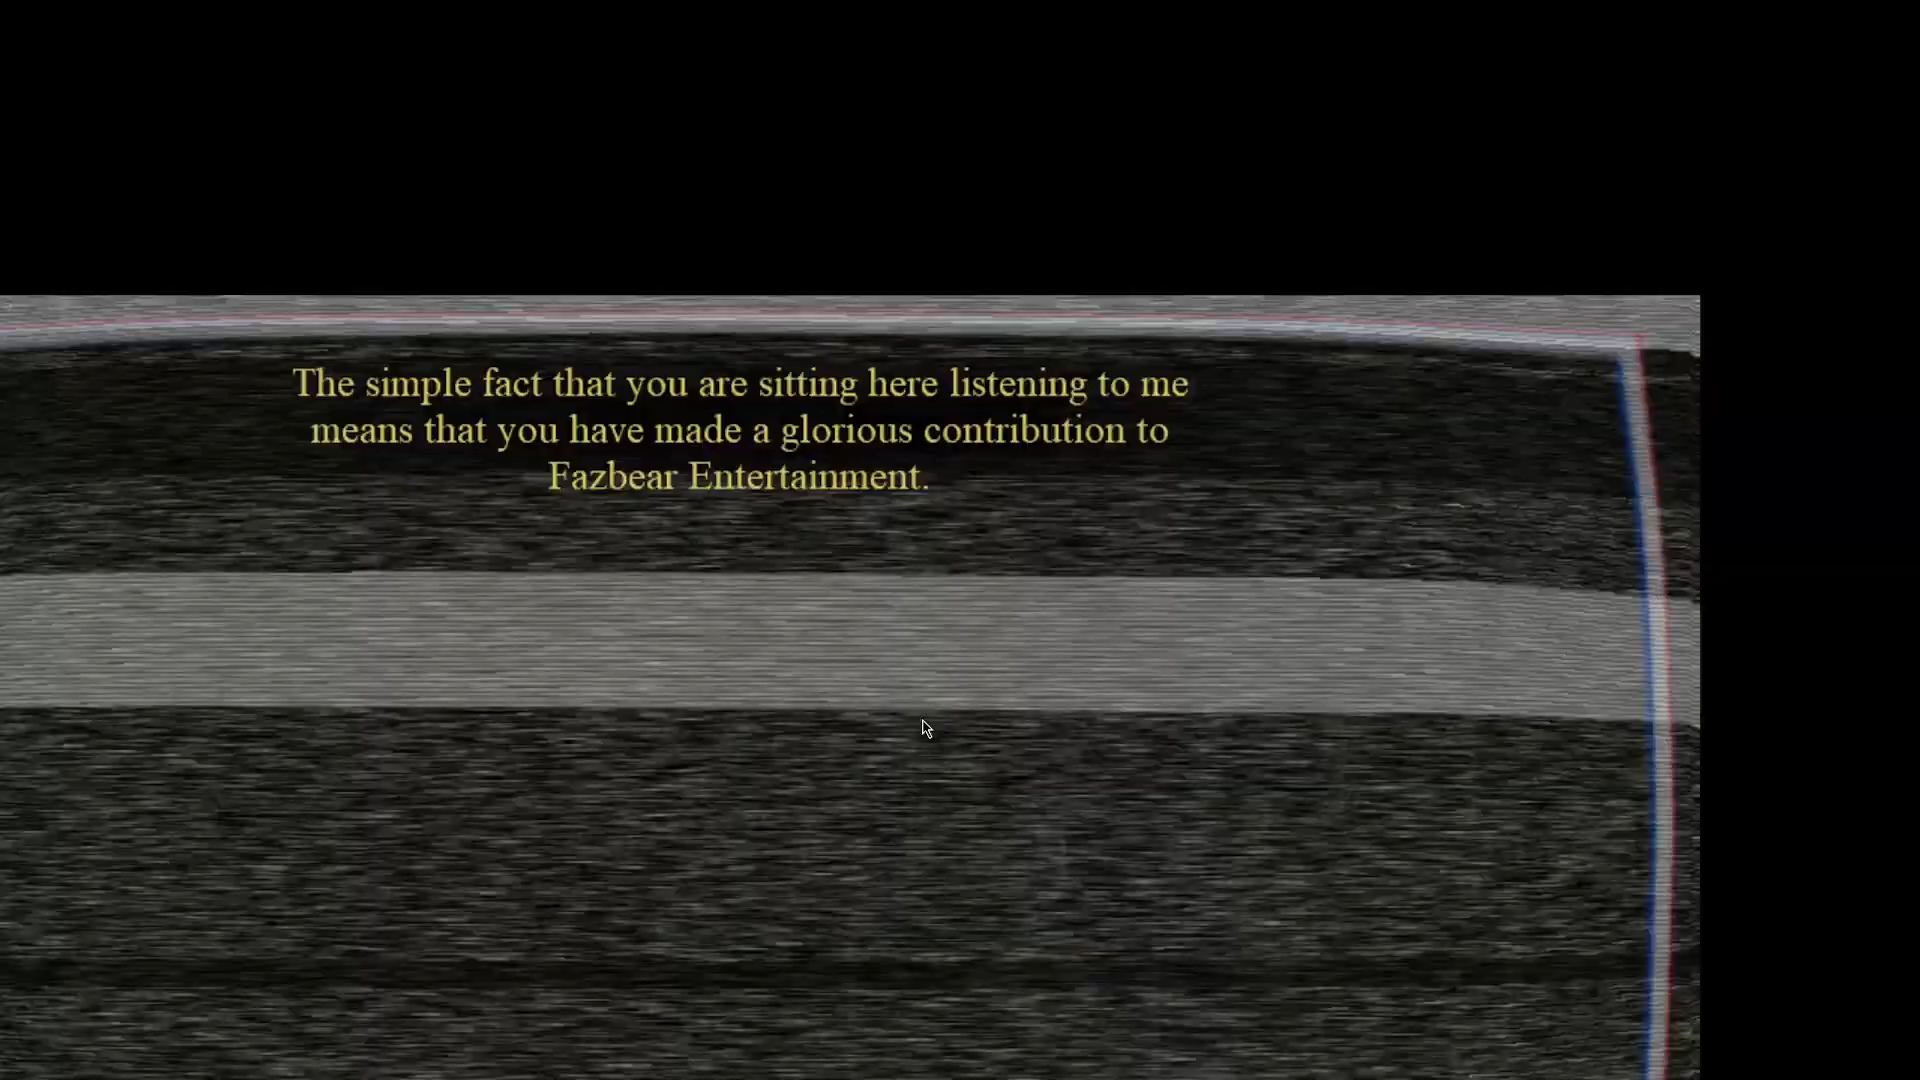 The simple fact that you are sitting here listening to me
means that you have made a glorious contribution to
Fazbear Entertainment.